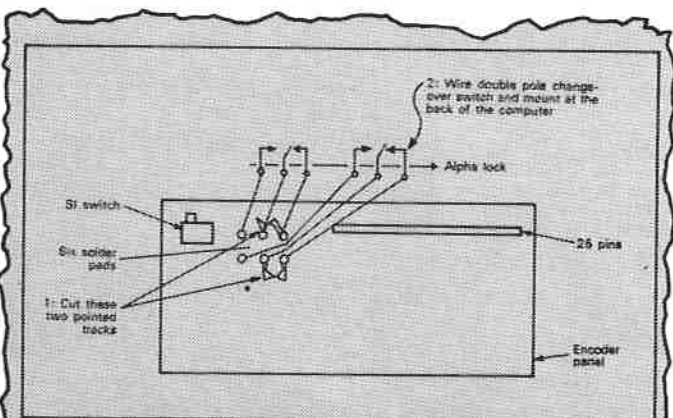 2: Wire double pole change-
over switch and mount at the
back of the computer
Alpha lock
SI switch
Six solder
pads
25 pins
1: Cut these
two pointed
tracks
Encoder
panel